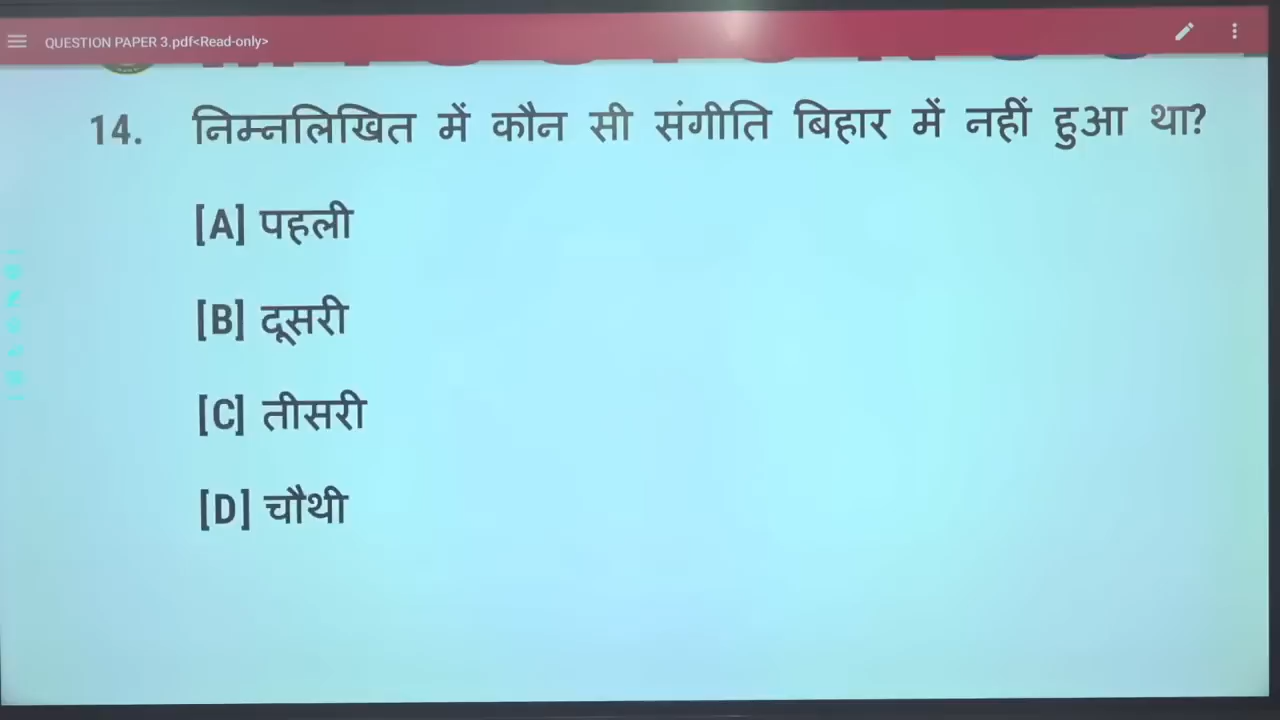 QUESTION PAPER 3.pdf<Read-only>
14. निम्नलिखित में कौन सी संगीति बिहार में नहीं हुआ था?
[A] पहली
[B] दूसरी
[C] तीसरी
[D] चौथी